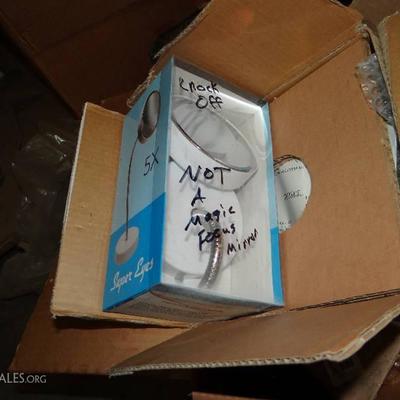 Knock
Off
5X
NOT
A
Magic
Focus
Mirror
Super Eyes
ALES.ORG